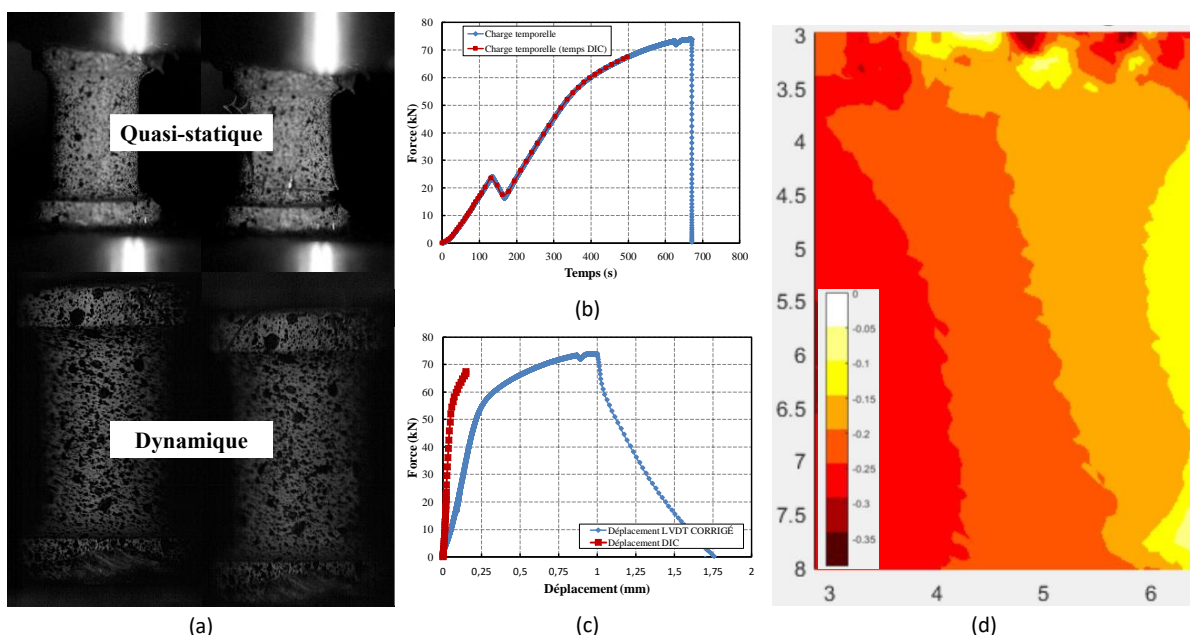 Quasi-statique
Dynamique
(a)
80
70
60
50
40
30
20
10
0
Force (kN)
Charge temporelle
Charge temporelle (temps DIC)
0 100 200 300 400 500 600 700 800
Temps (s)
(b)
80
70
60
50
40
30
20
10
0
Force (kN)
Déplacement LVDT CORRIGÉ
Déplacement DIC
0 0,25 0,5 0,75 1 1,25 1,5 1,75 2
Déplacement (mm)
(c)
3
3.5
4
4.5
5
5.5
6
6.5
7
7.5
8
0
-0.05
-0.1
-0.15
-0.2
-0.25
-0.3
-0.35
3 4 5 6
(d)